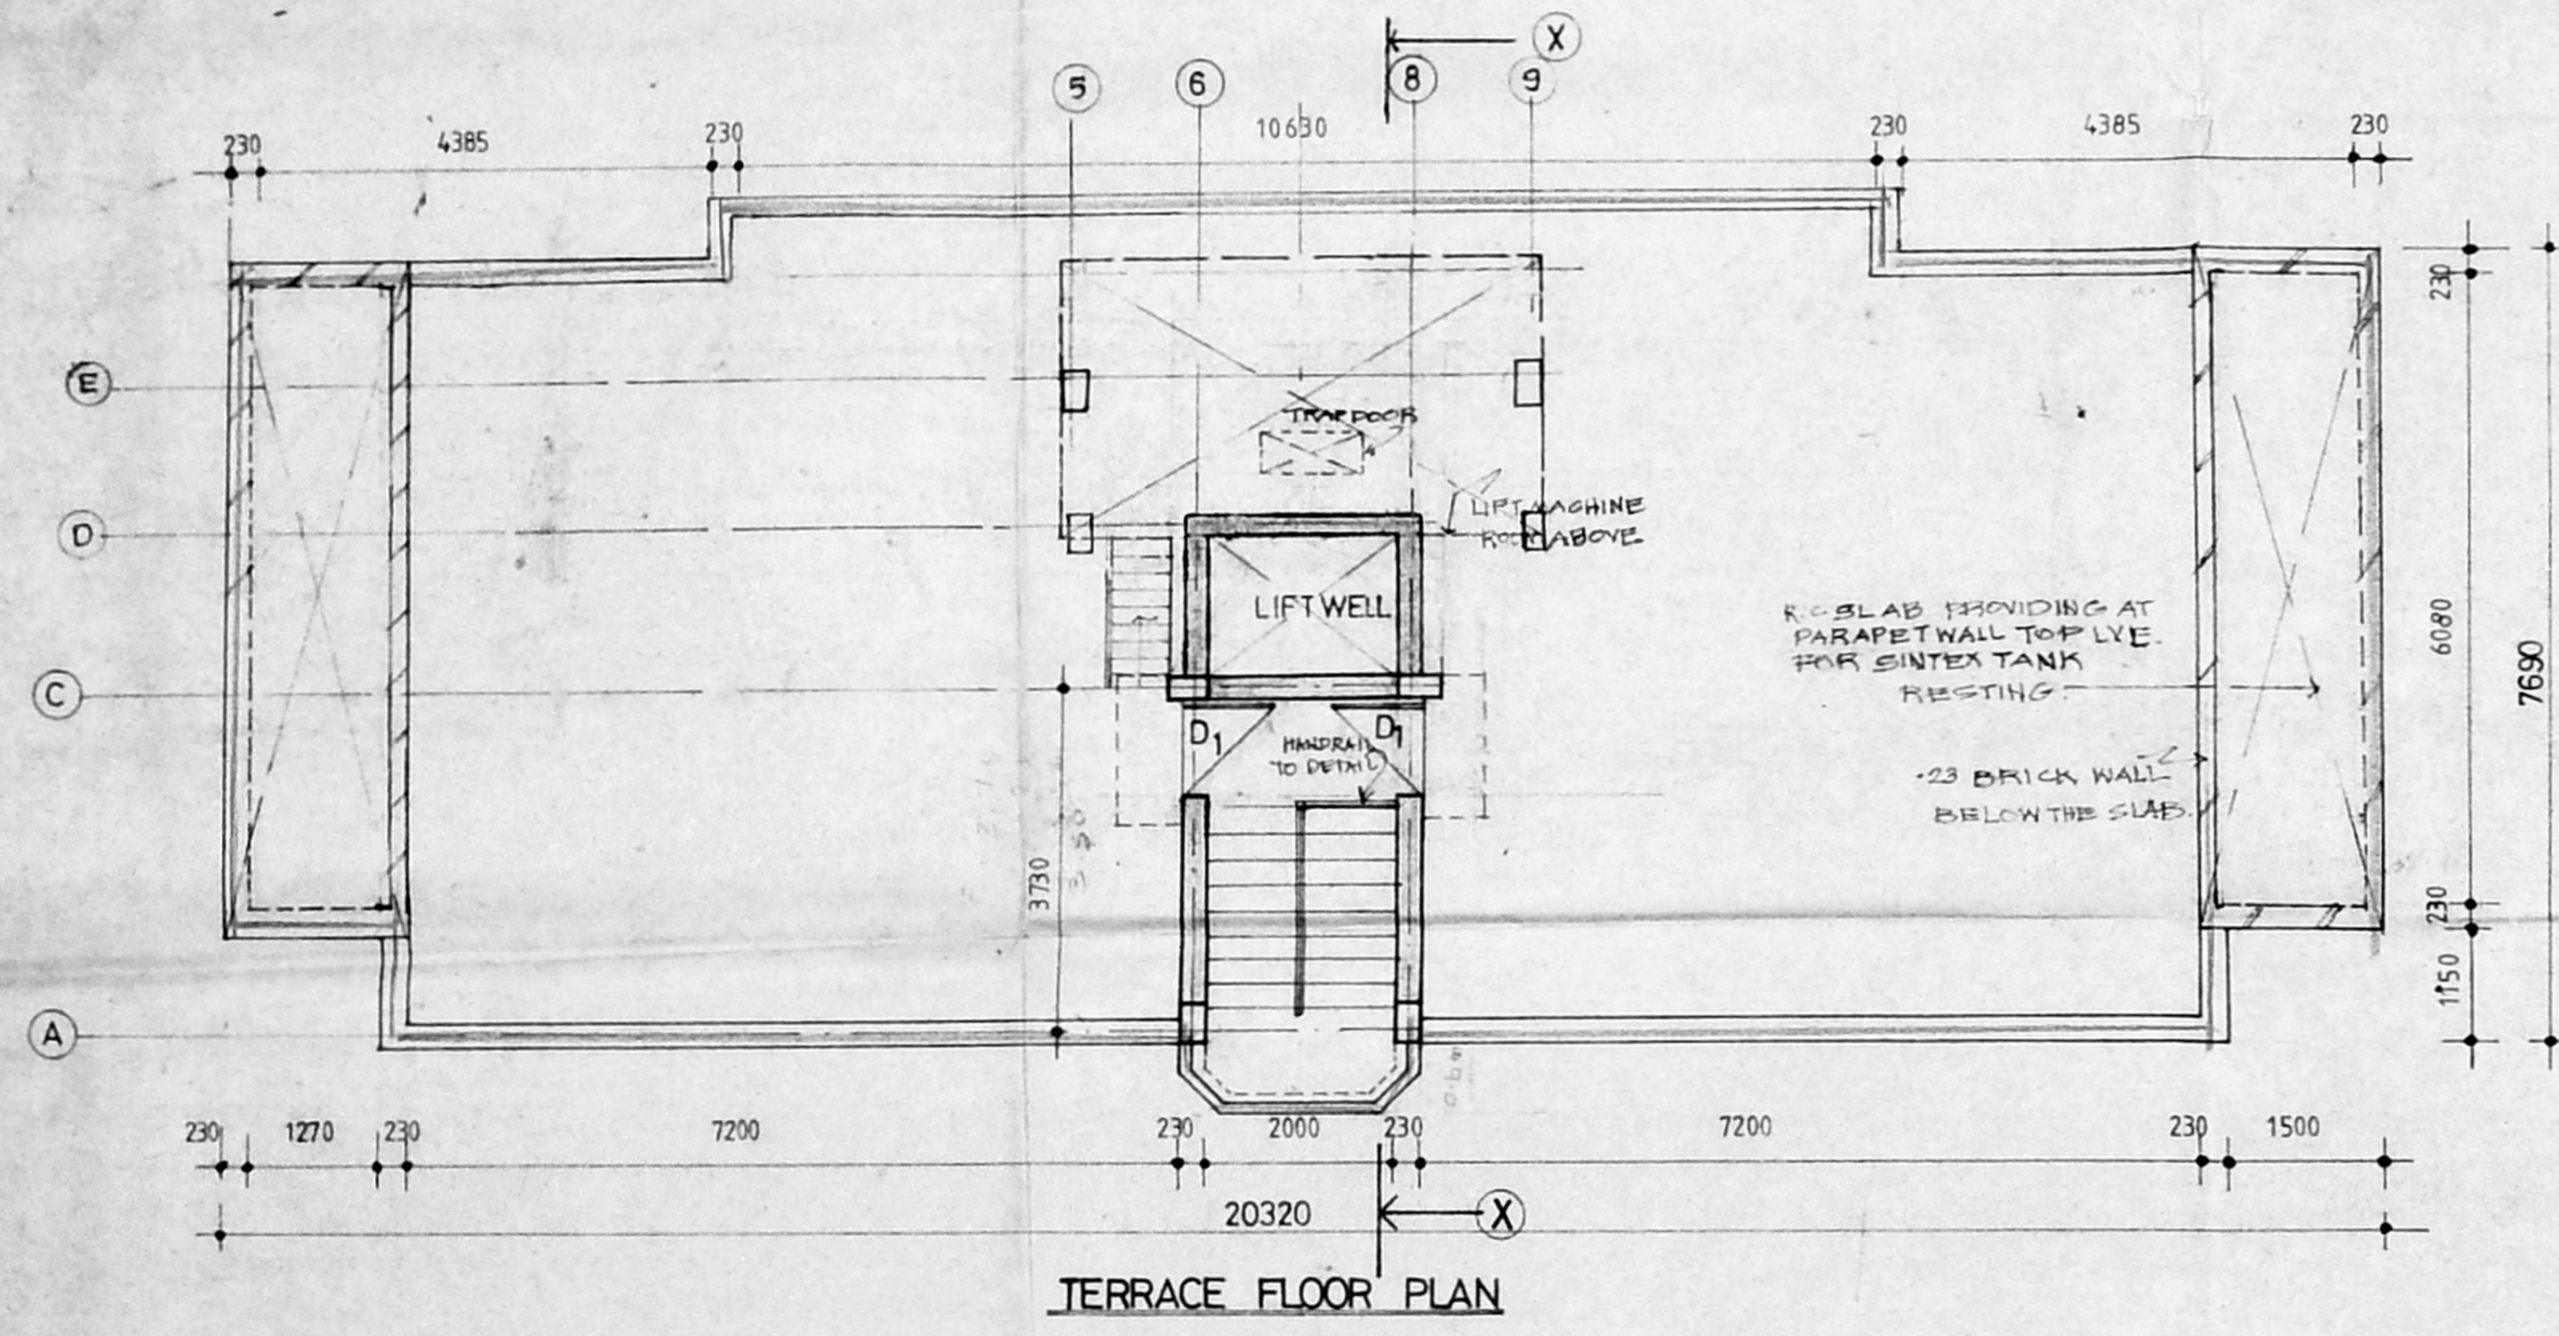 X
5
6
8
9
230
4385
230
10630
230
4385
230
E
D
C
A
TRAP DOOR
LIFT MACHINE
ROOM ABOVE
LIFT WELL
D1
D1
HANDRAIL
TO DETAIL
R.C SLAB PROVIDING AT
PARAPET WALL TOP LVE.
FOR SINTEX TANK
RESTING.
.23 BRICK WALL
BELOW THE SLAB.
230
6080
230
1150
7690
3730
230
1270
230
7200
230
2000
230
7200
230
1500
20320
X
TERRACE FLOOR PLAN